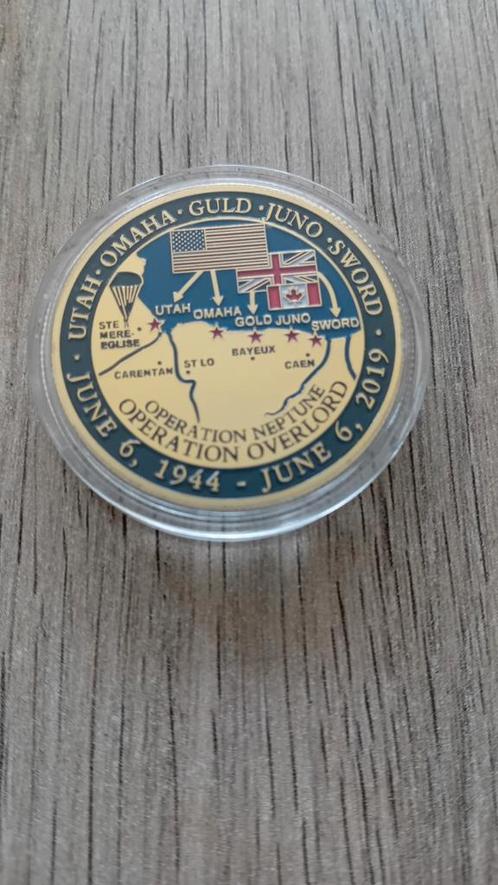 UTAH · OMAHA · GULD · JUNO · SWORD ·
UTAH
OMAHA
GOLD JUNO
SWORD
STE
MERE-
EGLISE
CARENTAN
ST LO
BAYEUX
CAEN
OPERATION NEPTUNE
OPERATION OVERLORD
JUNE 6, 1944 - JUNE 6, 2019 ·